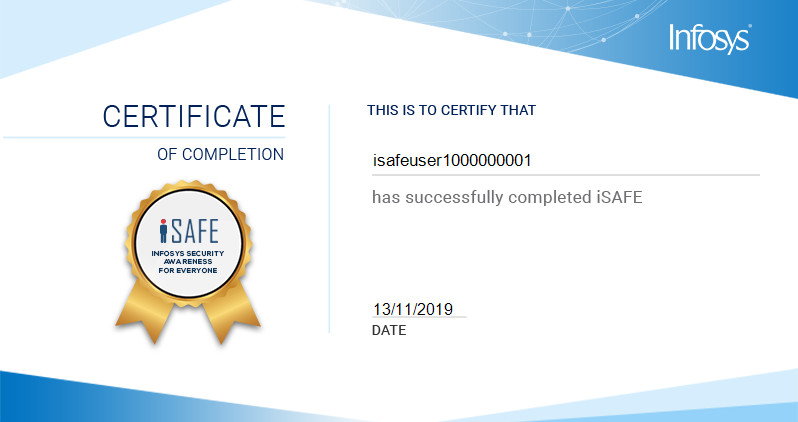 Infosys®
CERTIFICATE
OF COMPLETION
iSAFE
INFOSYS SECURITY
AWARENESS
FOR EVERYONE
THIS IS TO CERTIFY THAT
isafeuser1000000001
has successfully completed iSAFE
13/11/2019
DATE